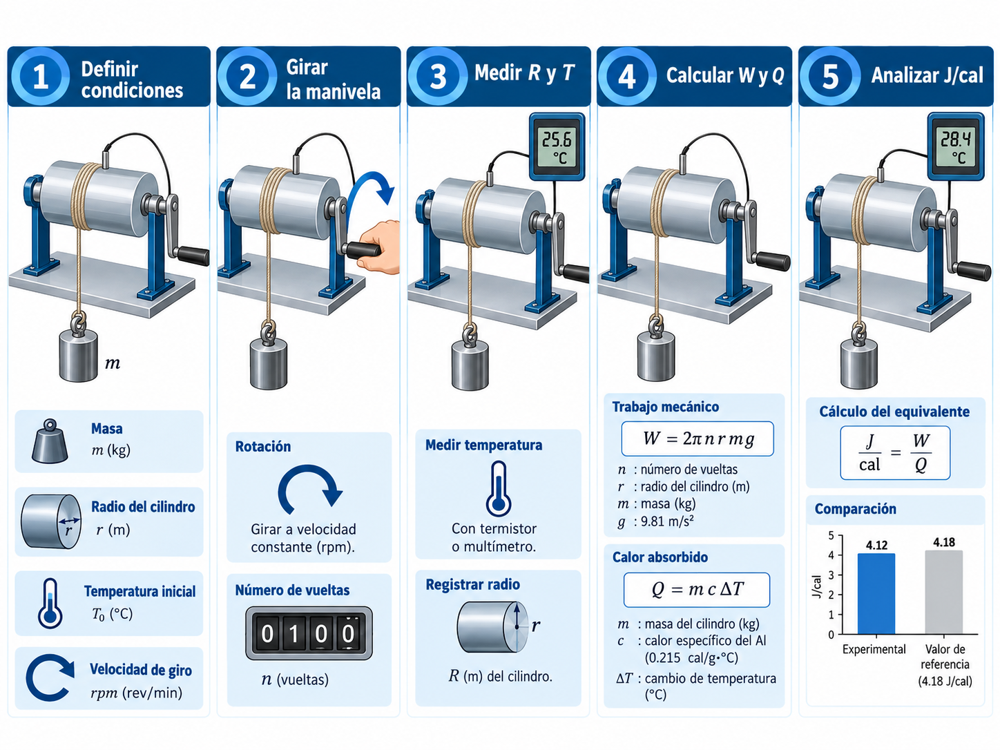 1
Definir
condiciones
m
Masa
m (kg)
Radio del cilindro
r
r (m)
Temperatura inicial
T₀ (°C)
Velocidad de giro
rpm (rev/min)
2
Girar
la manivela
Rotación
Girar a velocidad
constante (rpm).
Número de vueltas
0 1 0 0
n (vueltas)
3
Medir R y T
25.6
°C
Medir temperatura
Con termistor
o multímetro.
Registrar radio
r
R (m) del cilindro.
4
Calcular W y Q
Trabajo mecánico
W = 2π n r m g
n : número de vueltas
r : radio del cilindro (m)
m : masa (kg)
g : 9.81 m/s²
Calor absorbido
Q = m c ΔT
m : masa del cilindro (kg)
c : calor específico del Al
(0.215 cal/g·°C)
ΔT : cambio de temperatura
(°C)
5
Analizar J/cal
28.4
°C
Cálculo del equivalente
J/cal = W/Q
Comparación
J/cal
5
4
3
2
1
0
4.12
4.18
Experimental
Valor de
referencia
(4.18 J/cal)